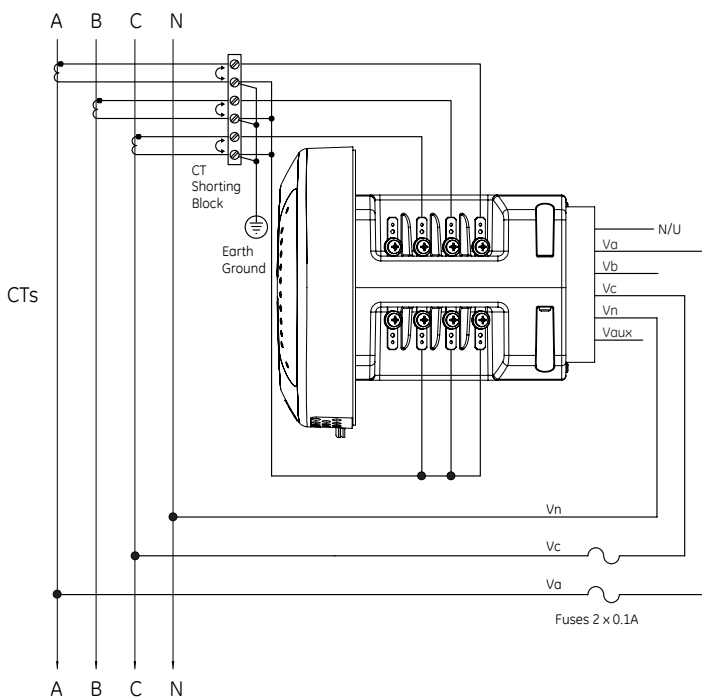 A B C N
CT
Shorting
Block
Earth
Ground
CTs
N/U
Va
Vb
Vc
Vn
Vaux
Vn
Vc
Va
Fuses 2 x 0.1A
A B C N